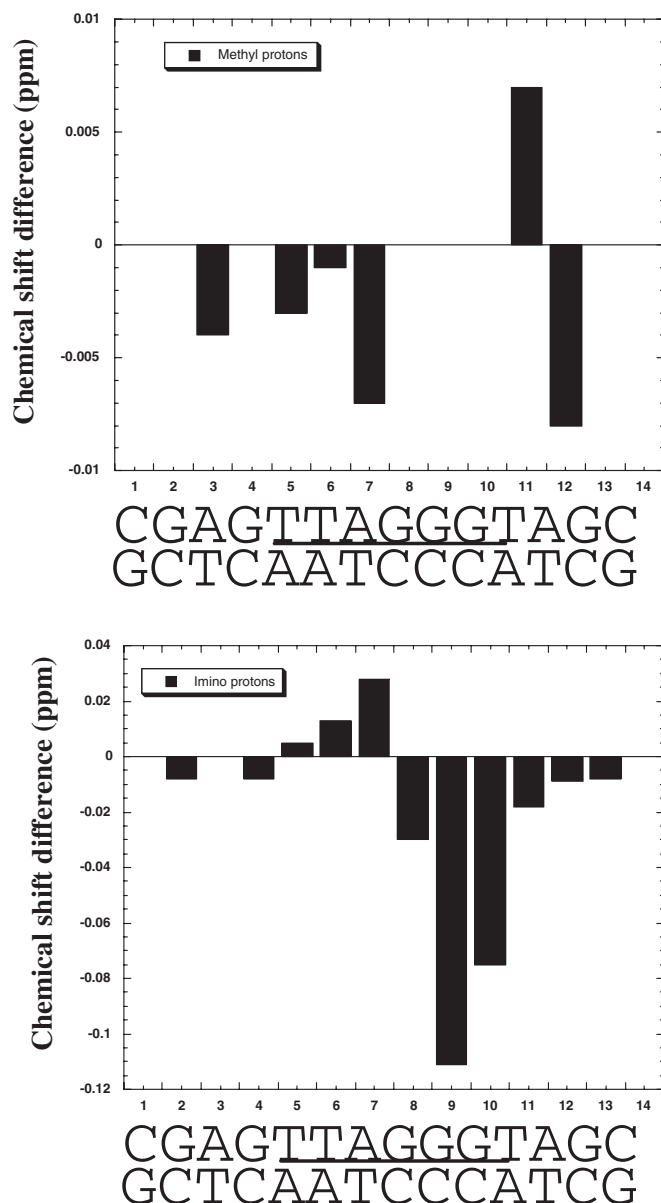 0.01
Methyl protons
0.005
0
-0.005
-0.01
Chemical shift difference (ppm)
1 2 3 4 5 6 7 8 9 10 11 12 13 14
CGAGTTAGGGTAGC
GCTCAATCCCATCG
0.04
Imino protons
0.02
0
-0.02
-0.04
-0.06
-0.08
-0.1
-0.12
Chemical shift difference (ppm)
1 2 3 4 5 6 7 8 9 10 11 12 13 14
CGAGTTAGGGTAGC
GCTCAATCCCATCG